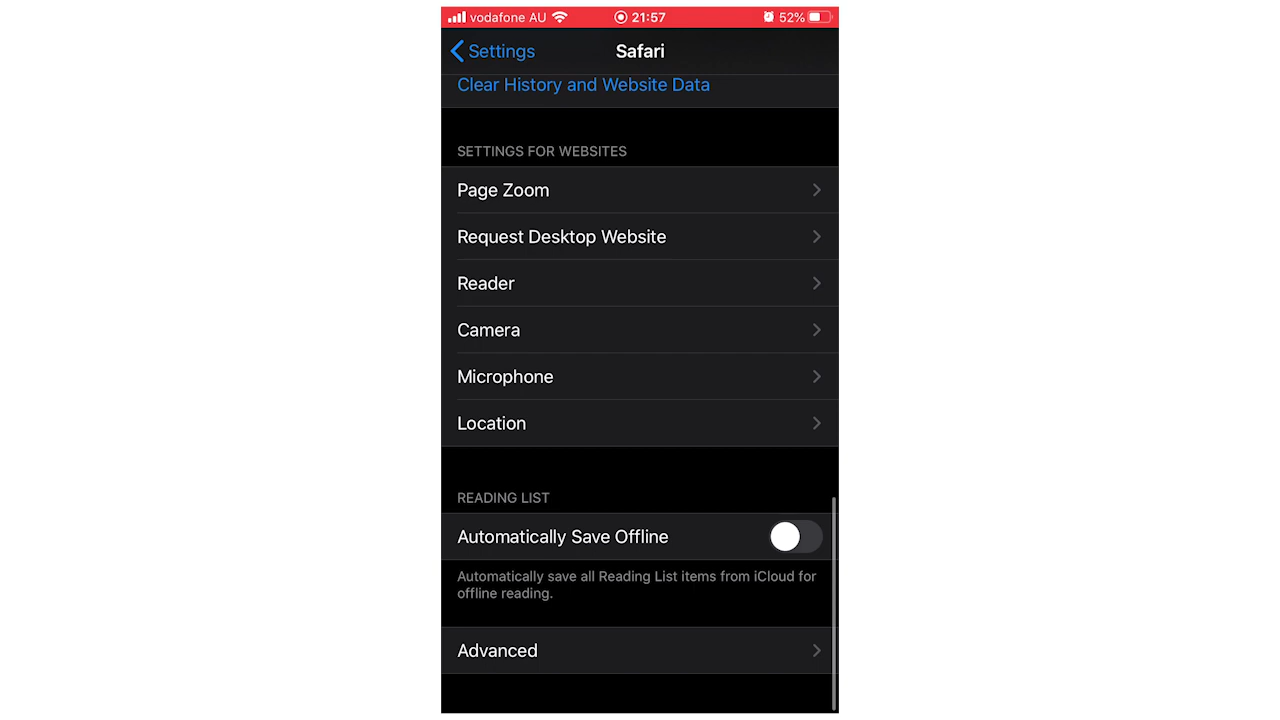 vodafone AU 21:57 52%
Settings Safari
Clear History and Website Data
SETTINGS FOR WEBSITES
Page Zoom
Request Desktop Website
Reader
Camera
Microphone
Location
READING LIST
Automatically Save Offline
Automatically save all Reading List items from iCloud for
offline reading.
Advanced